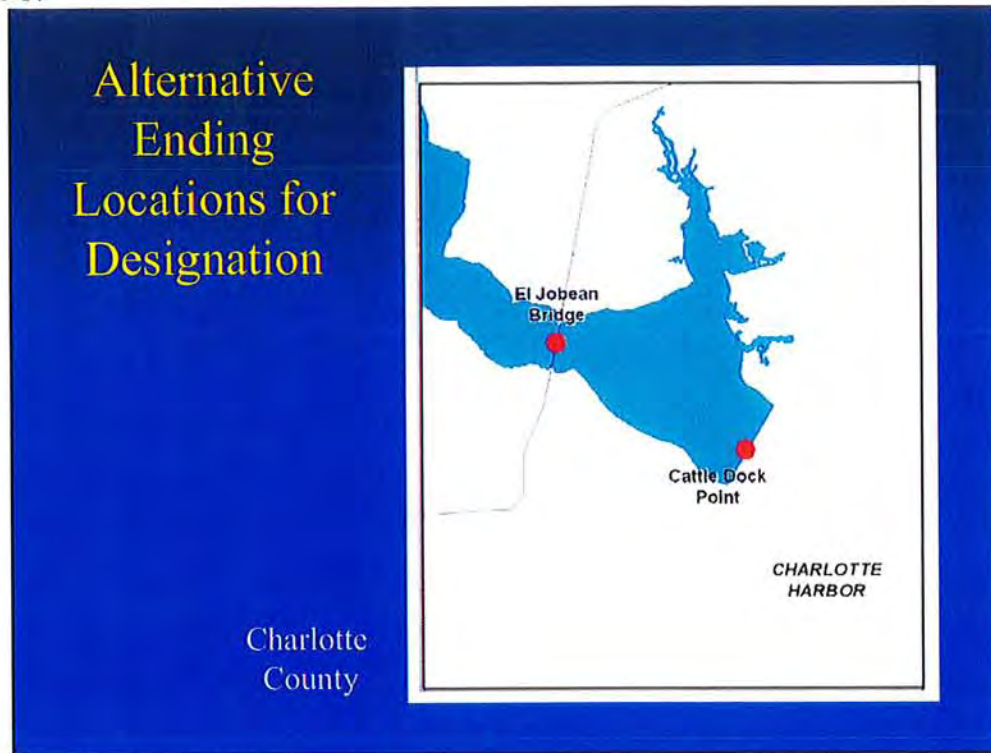 Alternative
Ending
Locations for
Designation
El Jobean
Bridge
Cattle Dock
Point
CHARLOTTE
HARBOR
Charlotte
County